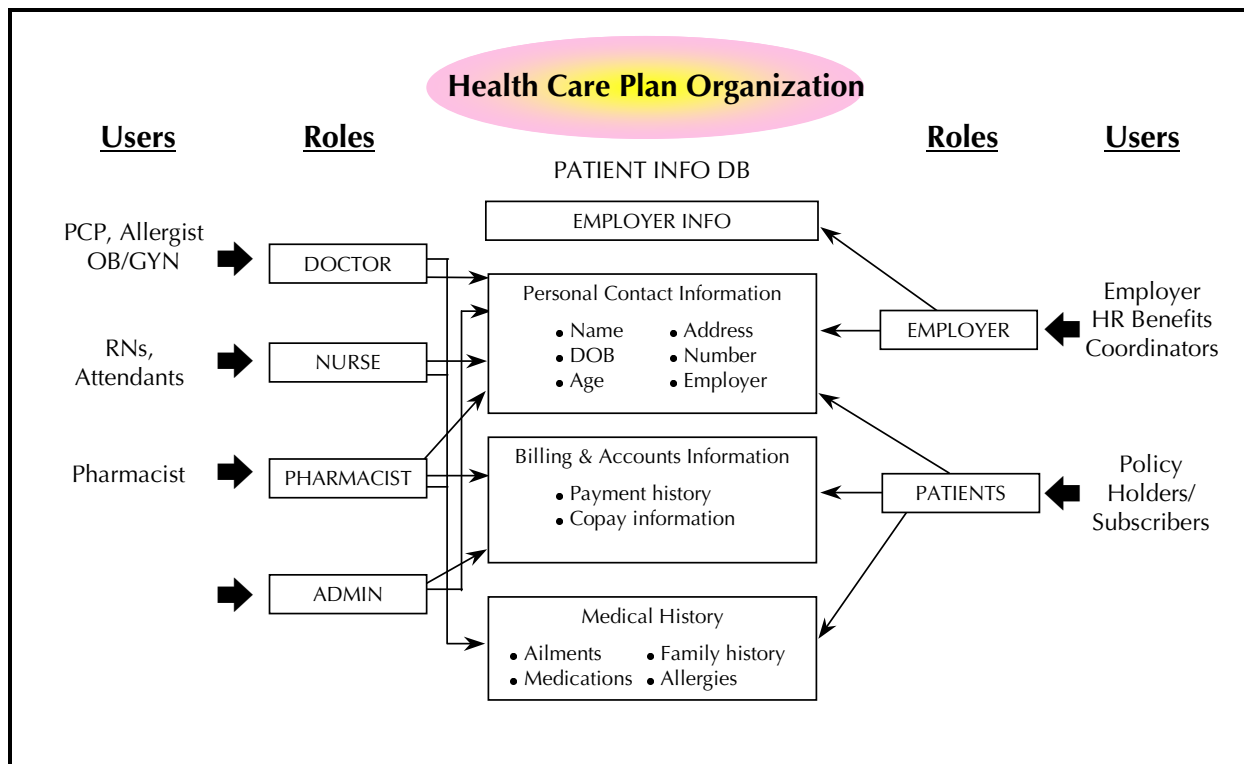 Health Care Plan Organization
Users
Roles
Roles
Users
PATIENT INFO DB
EMPLOYER INFO
PCP, Allergist
OB/GYN
DOCTOR
Personal Contact Information
• Name
• Address
• DOB
• Number
• Age
• Employer
EMPLOYER
Employer
HR Benefits
Coordinators
RNs,
Attendants
NURSE
Pharmacist
PHARMACIST
Billing & Accounts Information
• Payment history
• Copay information
PATIENTS
Policy
Holders/
Subscribers
ADMIN
Medical History
• Ailments
• Family history
• Medications
• Allergies